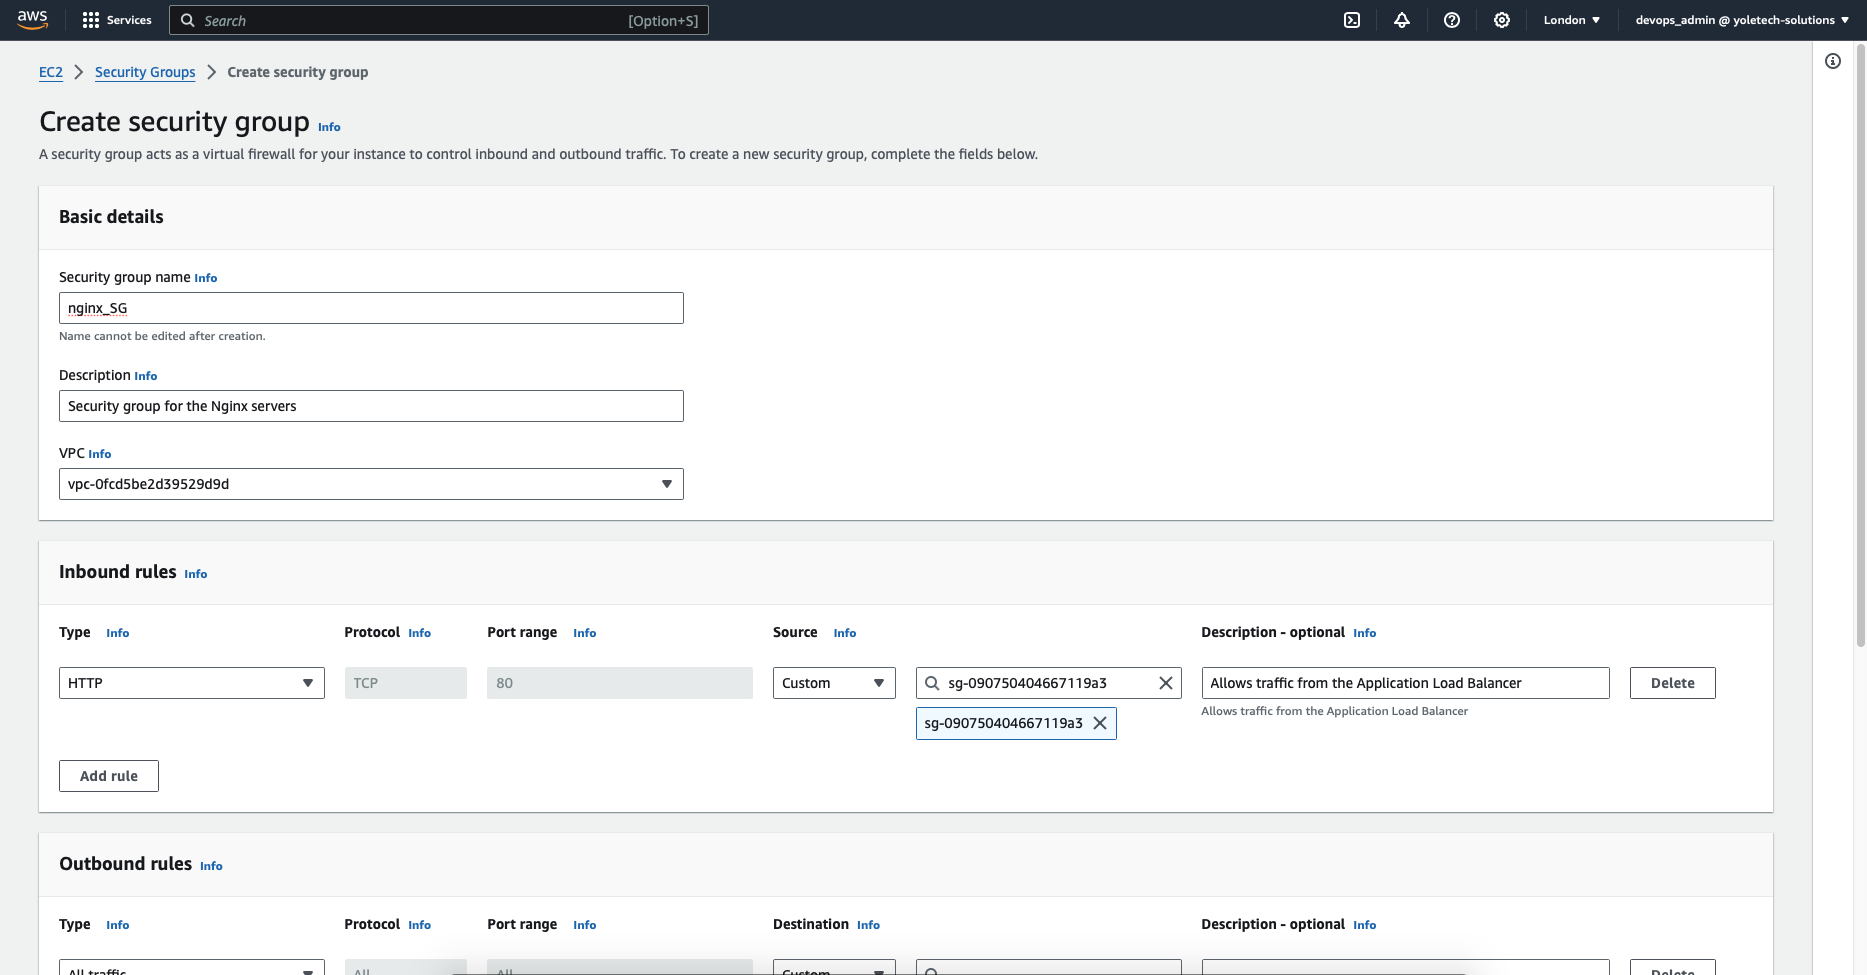 aws Services Search [Option+S] London devops_admin @ yoletech-solutions
EC2 Security Groups Create security group
Create security group Info
A security group acts as a virtual firewall for your instance to control inbound and outbound traffic. To create a new security group, complete the fields below.
Basic details
Security group name Info
nginx_SG
Name cannot be edited after creation.
Description Info
Security group for the Nginx servers
VPC Info
vpc-0fcd5be2d39529d9d
Inbound rules Info
Type Info Protocol Info Port range Info Source Info Description - optional Info
HTTP TCP 80 Custom sg-090750404667119a3 Allows traffic from the Application Load Balancer Delete
sg-090750404667119a3 Allows traffic from the Application Load Balancer
Add rule
Outbound rules Info
Type Info Protocol Info Port range Info Destination Info Description - optional Info
All traffic All All Custom Delete